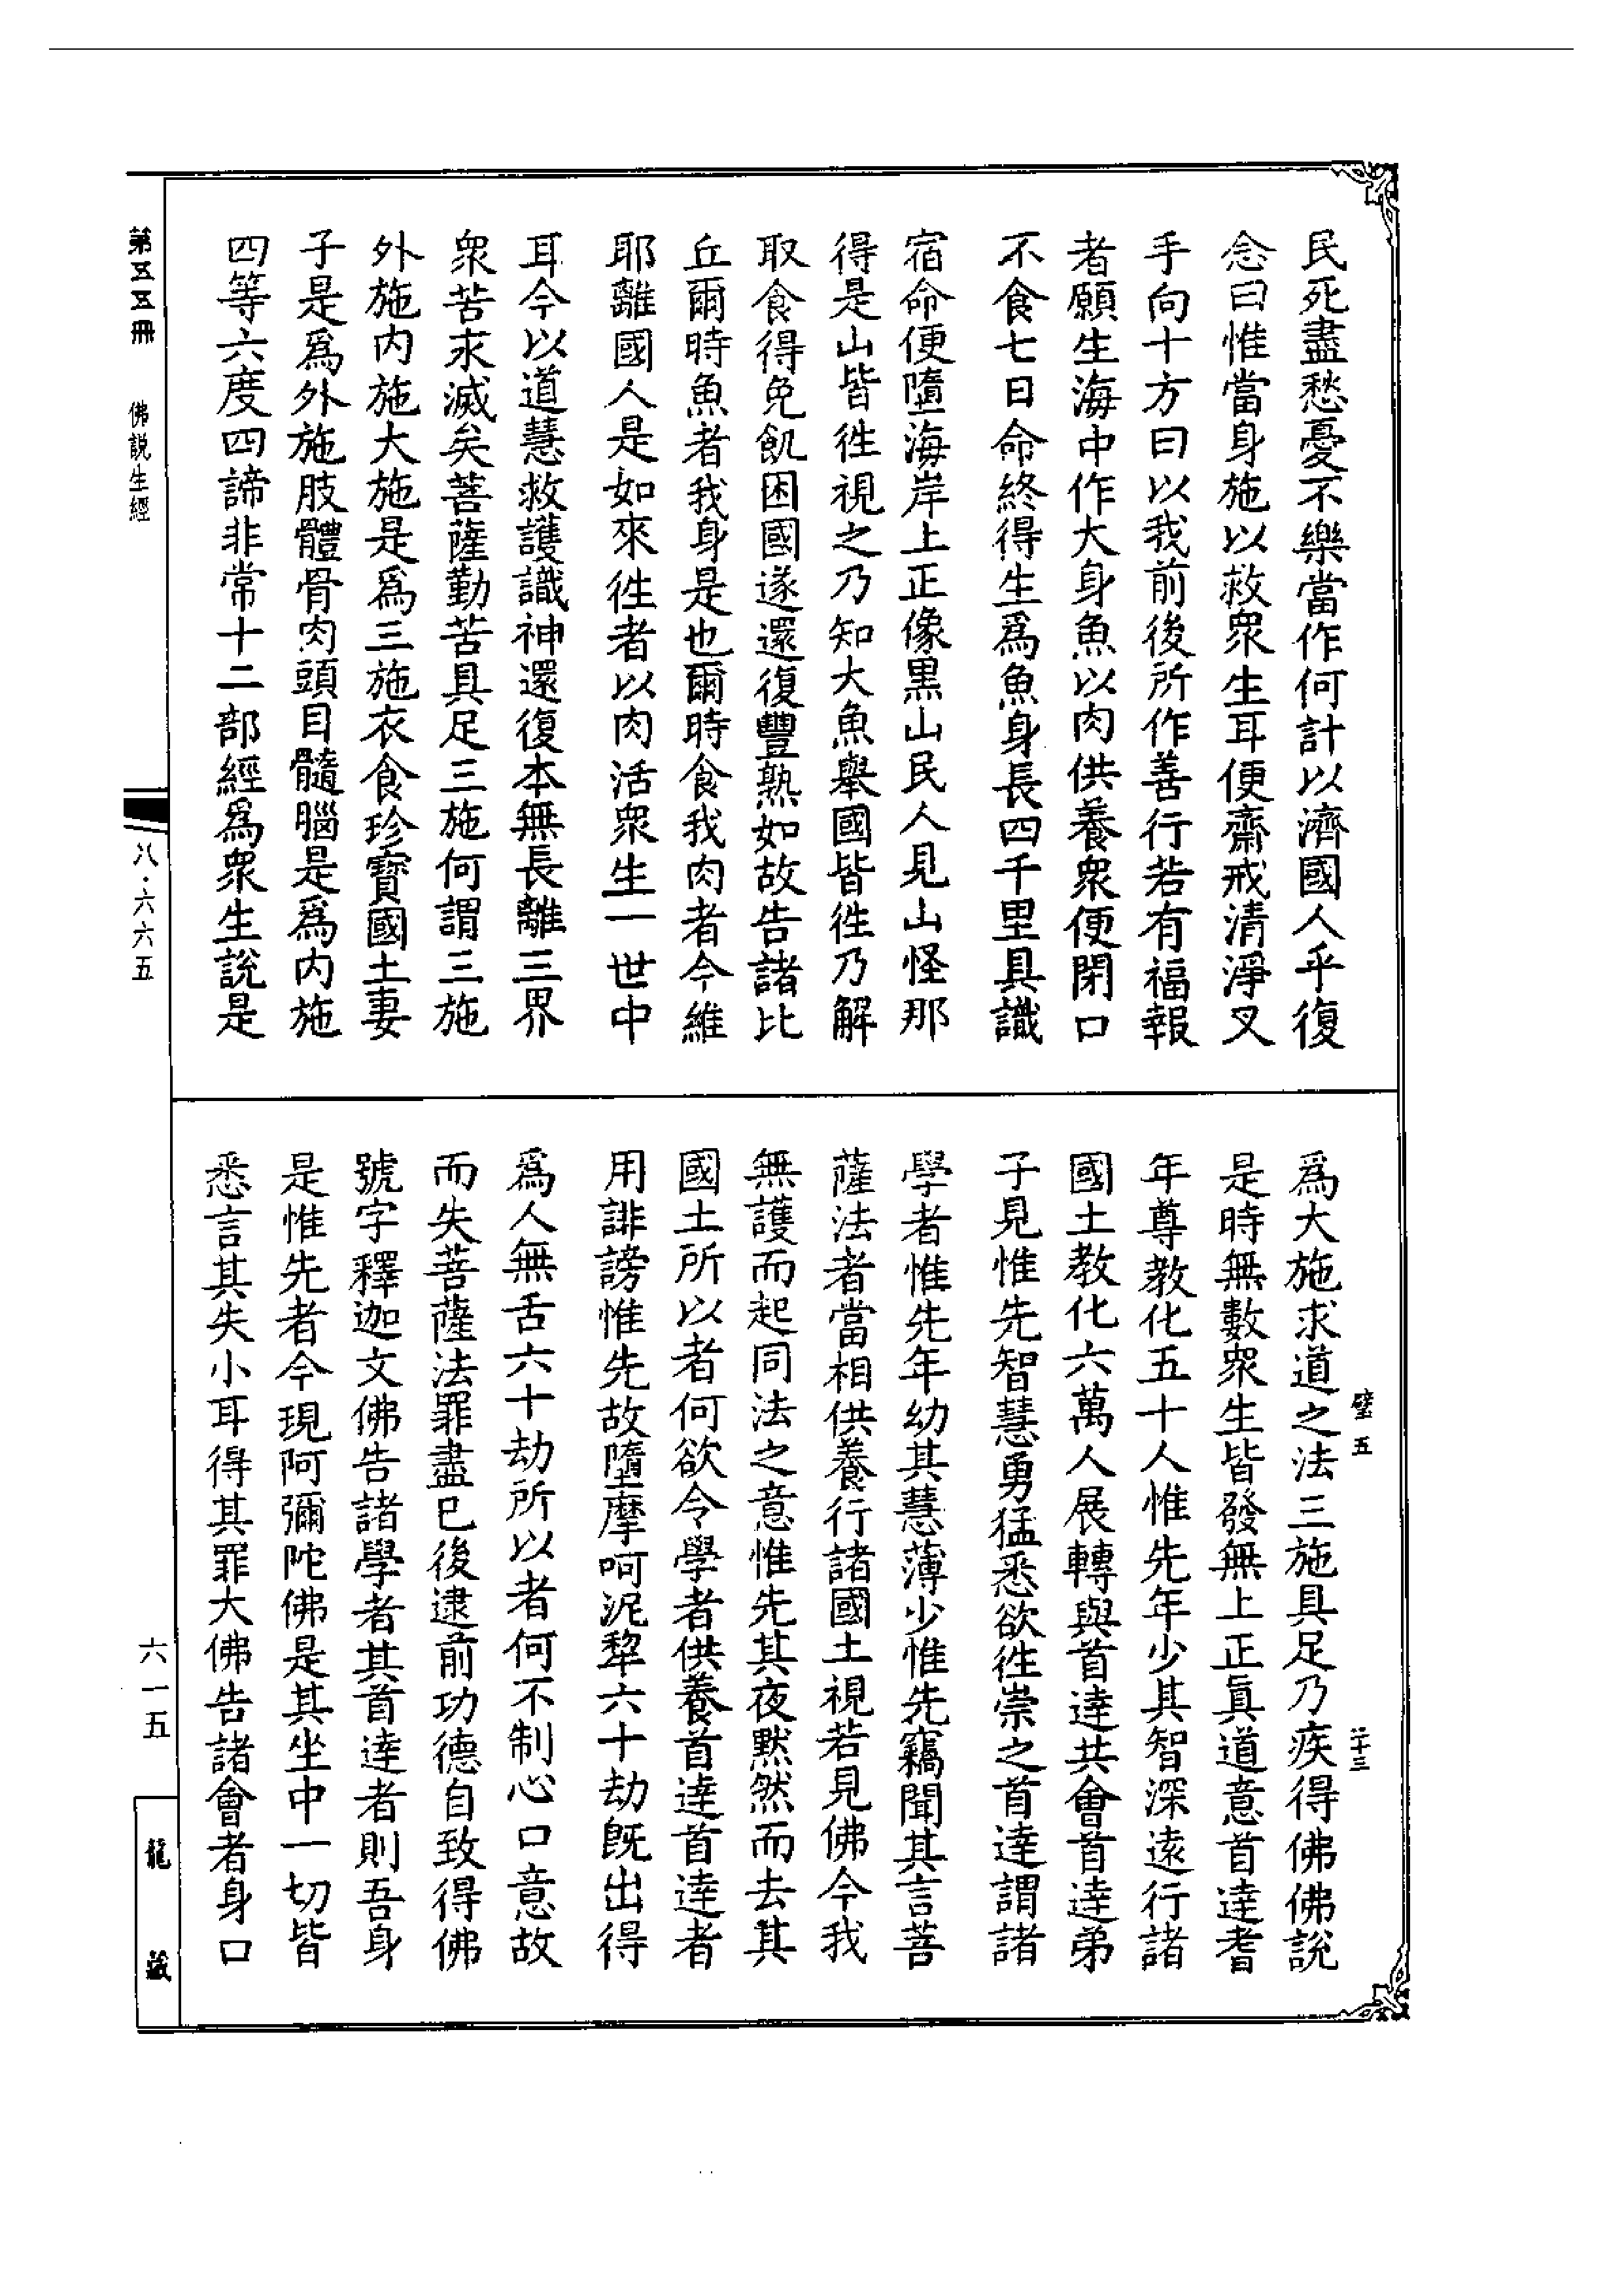 民死盡愁憂不樂當作何計以濟國人乎復
念曰惟當身施以救眾生耳便齋戒清淨叉
手向十方曰以我前後所作善行若有福報
者願生海中作大身魚以肉供養眾便閉口
不食七日命終得生爲魚身長四千里具識
宿命便墮海岸上正像黒山民人見山怪那
得是山皆徃視之乃知大魚舉國皆徃乃解
取食得免飢困國遂還復豐熟如故告諸比
丘爾時魚者我身是也爾時食我肉者今維
耶離國人是如來徃者以肉活眾生一世中
耳今以道慧救護識神還復本無長離三界
眾苦求滅矣菩薩勤苦具足三施何謂三施
外施内施大施是爲三施衣食珍寶國土妻
子是爲外施肢體骨肉頭目髓腦是爲内施
四等六度四諦非常十二部經爲眾生說是
爲大施求道之法三施具足乃疾得佛佛說
是時無數眾生皆發無上正眞道意首達耆
年尊教化五十人惟先年少其智深遠行諸
國土教化六萬人展轉與首達共會首達弟
子見惟先智慧勇猛悉欲徃崇之首達謂諸
學者惟先年幼其慧薄少惟先竊聞其言菩
薩法者當相供養行諸國土視若見佛今我
無護而起同法之意惟先其夜默然而去其
國土所以者何欲令學者供養首達首達者
用誹謗惟先故墮摩呵泥犂六十劫既出得
爲人無舌六十劫所以者何不制心口意故
而失菩薩法罪盡巳後逮前功德自致得佛
號字釋迦文佛告諸學者其首達者則吾身
是惟先者今現阿彌陀佛是其坐中一切皆
悉言其失小耳得其罪大佛告諸會者身口
璧五
二十三
第五五冊
佛説生經
八·六六五
六一五
龍藏